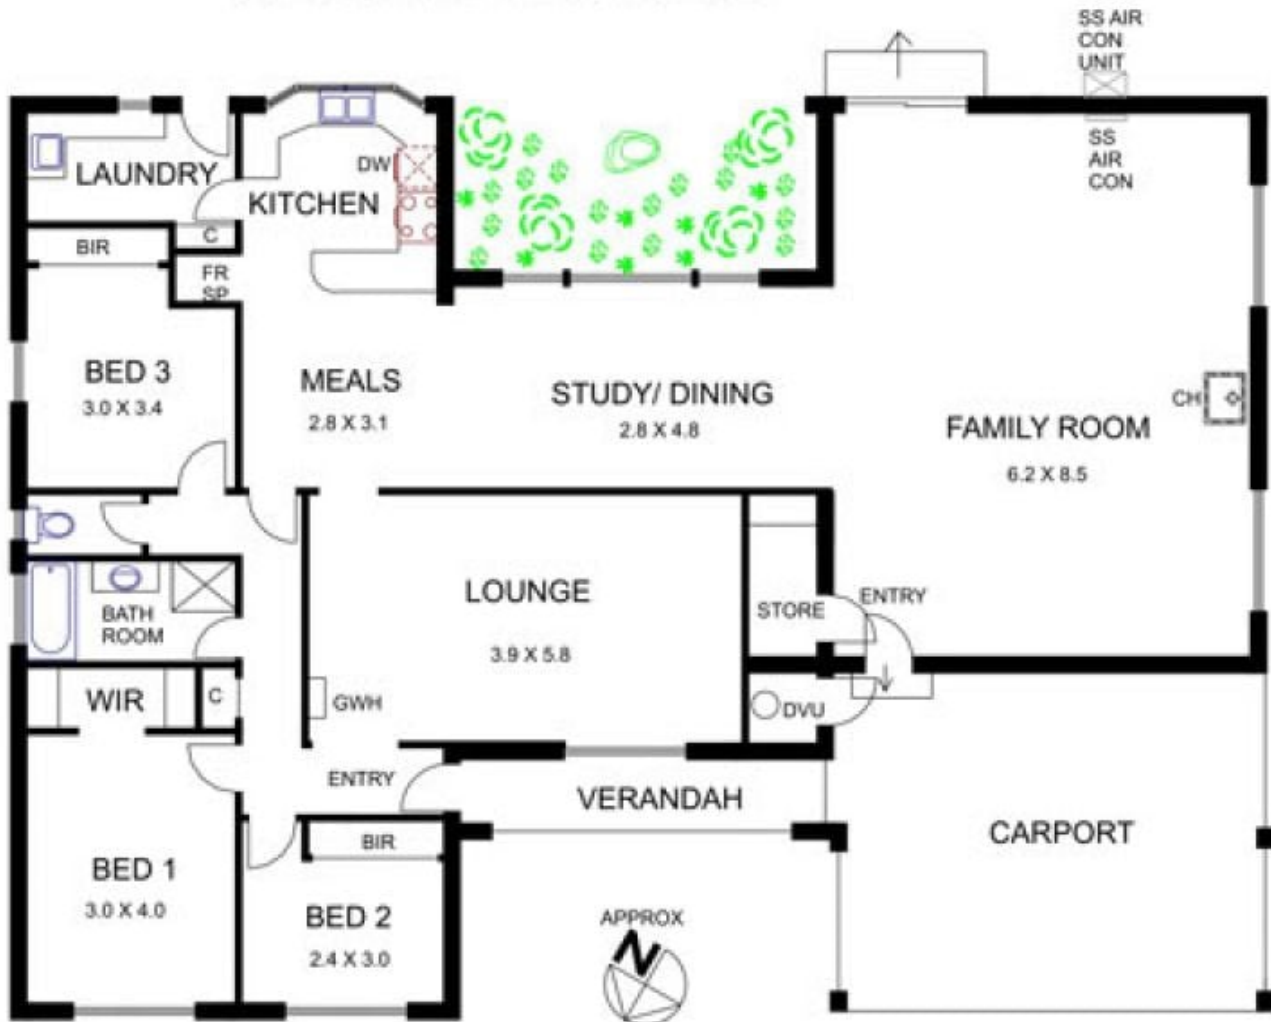 SS AIR
CON
UNIT
SS
AIR
CON
LAUNDRY
DW
KITCHEN
C
BIR
FR
SP
BED 3
3.0 X 3.4
MEALS
2.8 X 3.1
STUDY/ DINING
2.8 X 4.8
CH
FAMILY ROOM
6.2 X 8.5
LOUNGE
3.9 X 5.8
STORE
ENTRY
BATH
ROOM
WIR
C
GWH
DVU
ENTRY
VERANDAH
CARPORT
BIR
BED 1
3.0 X 4.0
BED 2
2.4 X 3.0
APPROX
N